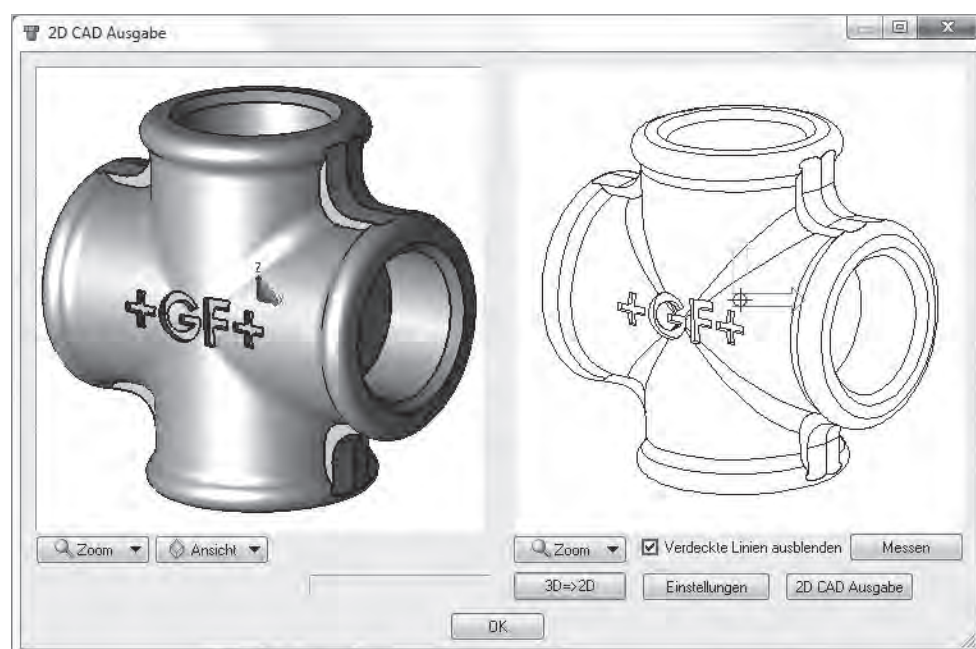 2D CAD Ausgabe
+GF+
z
+GF+
Zoom
Ansicht
Zoom
Verdeckte Linien ausblenden
Messen
3D=>2D
Einstellungen
2D CAD Ausgabe
OK